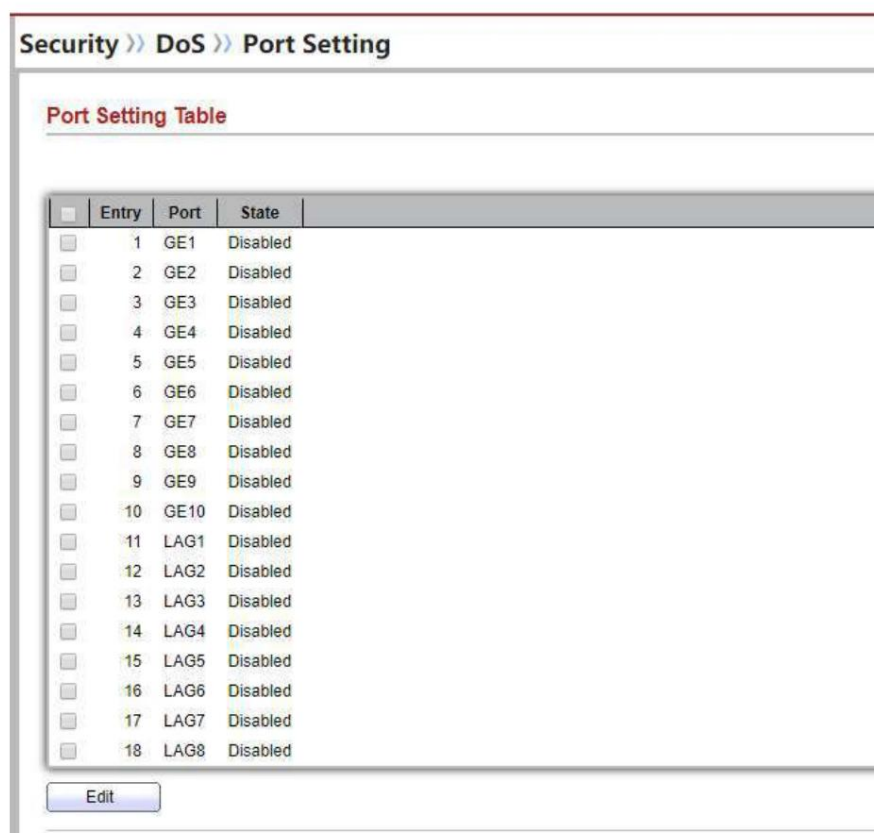 Security » DoS » Port Setting
Port Setting Table
Entry Port State
1 GE1 Disabled
2 GE2 Disabled
3 GE3 Disabled
4 GE4 Disabled
5 GE5 Disabled
6 GE6 Disabled
7 GE7 Disabled
8 GE8 Disabled
9 GE9 Disabled
10 GE10 Disabled
11 LAG1 Disabled
12 LAG2 Disabled
13 LAG3 Disabled
14 LAG4 Disabled
15 LAG5 Disabled
16 LAG6 Disabled
17 LAG7 Disabled
18 LAG8 Disabled
Edit